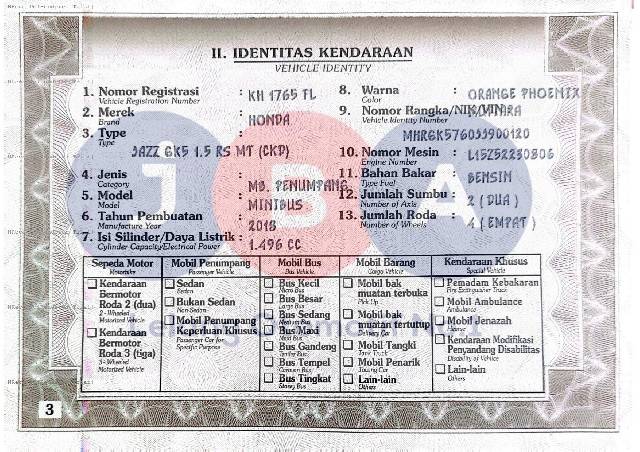 II. IDENTITAS KENDARAAN
VEHICLE IDENTITY
1. Nomor Registrasi : KH 1765 FL
Vehicle Registration Number
2. Merek : HONDA
Brand
3. Type :
Type
JAZZ GK5 1.5 RS MT (CKD)
4. Jenis : MB. PENUMPANG
Category
5. Model : MINIBUS
Model
6. Tahun Pembuatan : 2018
Manufacture Year
7. Isi Silinder/Daya Listrik : 1.496 CC
Cylinder Capacity/Electrical Power
8. Warna : ORANGE PHOENIX
Color
9. Nomor Rangka/NIK/VIN
Vehicle Identity Number
MHRGK5760JJ900120
10. Nomor Mesin : L15Z52230806
Engine Number
11. Bahan Bakar : BENSIN
Type Fuel
12. Jumlah Sumbu : 2 (DUA)
Number of Axis
13. Jumlah Roda : 4 (EMPAT)
Number of Wheels
Sepeda Motor
Motorbike
Kendaraan
Bermotor
Roda 2 (dua)
2 - Wheeled
Motorized Vehicle
Kendaraan
Bermotor
Roda 3 (tiga)
3 - Wheeled
Motorized Vehicle
Mobil Penumpang
Passenger Vehicle
Sedan
Sedan
Bukan Sedan
Non-Sedan
Mobil Penumpang
Keperluan Khusus
Passenger Car for
Specific Purpose
Mobil Bus
Bus Vehicle
Bus Kecil
Micro Bus
Bus Besar
Large Bus
Bus Sedang
Medium Bus
Bus Maxi
Maxi Bus
Bus Gandeng
Bus Tempel
Bus Tingkat
Mobil Barang
Cargo Vehicle
Mobil bak
muatan terbuka
Pick Up
Mobil bak
muatan tertutup
Delivery Car
Mobil Tangki
Tank Truck
Mobil Penarik
Towing Car
Lain-lain
Others
Kendaraan Khusus
Special Vehicle
Pemadam Kebakaran
Fire Extinguisher Truck
Mobil Ambulance
Ambulance
Mobil Jenazah
Hearse
Kendaraan Modifikasi
Penyandang Disabilitas
Disability of Vehicle
Lain-lain
Others
3
JBA